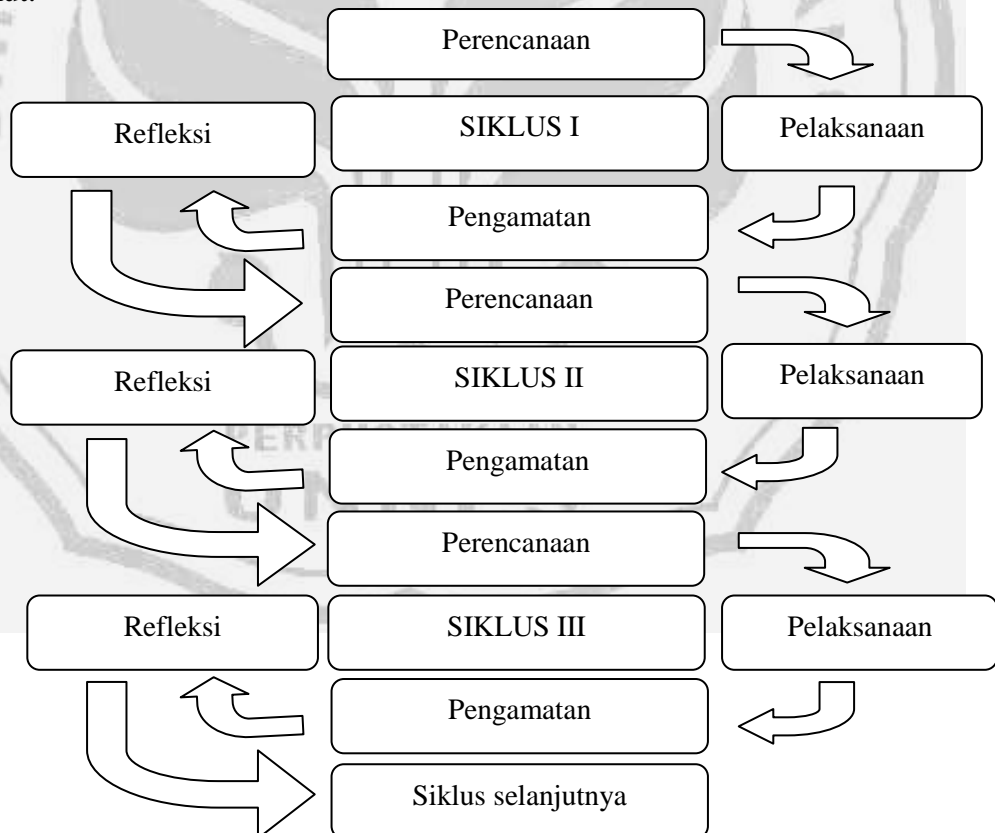 Perencanaan
Refleksi
SIKLUS I
Pelaksanaan
Pengamatan
Perencanaan
Refleksi
SIKLUS II
Pelaksanaan
Pengamatan
Perencanaan
Refleksi
SIKLUS III
Pelaksanaan
Pengamatan
Siklus selanjutnya